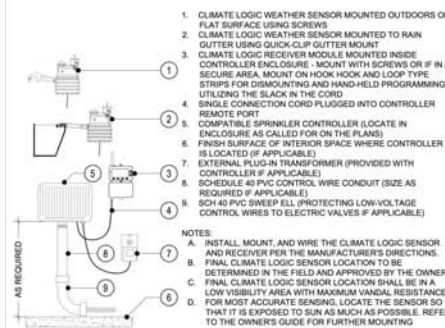 1. CLIMATE LOGIC WEATHER SENSOR MOUNTED OUTDOORS O
FLAT SURFACE USING SCREWS
2. CLIMATE LOGIC WEATHER SENSOR MOUNTED TO RAIN
GUTTER USING QUICK-CLIP GUTTER MOUNT
3. CLIMATE LOGIC RECEIVER MODULE MOUNTED INSIDE
CONTROLLER ENCLOSURE - MOUNT WITH SCREWS OR IF IN
SECURE AREA, MOUNT ON HOOK HOOK AND LOOP TYPE
STRIPS FOR DISMOUNTING AND HAND-HELD PROGRAMMING
UTILIZING THE SLACK IN THE CORD
4. SINGLE CONNECTION CORD PLUGGED INTO CONTROLLER
REMOTE PORT
5. COMPATIBLE SPRINKLER CONTROLLER (LOCATE IN
ENCLOSURE AS CALLED FOR ON THE PLANS)
6. FINISH SURFACE OF INTERIOR SPACE WHERE CONTROLLER
IS LOCATED (IF APPLICABLE)
7. EXTERNAL PLUG-IN TRANSFORMER (PROVIDED WITH
CONTROLLER IF APPLICABLE)
8. SCHEDULE 40 PVC CONTROL WIRE CONDUIT (SIZE AS
REQUIRED IF APPLICABLE)
9. SCH 40 PVC SWEEP ELL (PROTECTING LOW-VOLTAGE
CONTROL WIRES TO ELECTRIC VALVES IF APPLICABLE)
NOTES:
A. INSTALL, MOUNT, AND WIRE THE CLIMATE LOGIC SENSOR
AND RECEIVER PER THE MANUFACTURER'S DIRECTIONS.
B. FINAL CLIMATE LOGIC SENSOR LOCATION TO BE
DETERMINED IN THE FIELD AND APPROVED BY THE OWNER
C. FINAL CLIMATE LOGIC SENSOR LOCATION SHALL BE IN A
LOW VISIBILITY AREA WITH MAXIMUM VANDAL RESISTANCE
D. FOR MOST ACCURATE SENSING, LOCATE THE SENSOR SO
THAT IT IS EXPOSED TO SUN AS MUCH AS POSSIBLE. REFE
TO THE OWNER'S GUIDE FOR FURTHER MOUNTING
1
2
3
5
7
4
8
9
6
AS REQUIRED